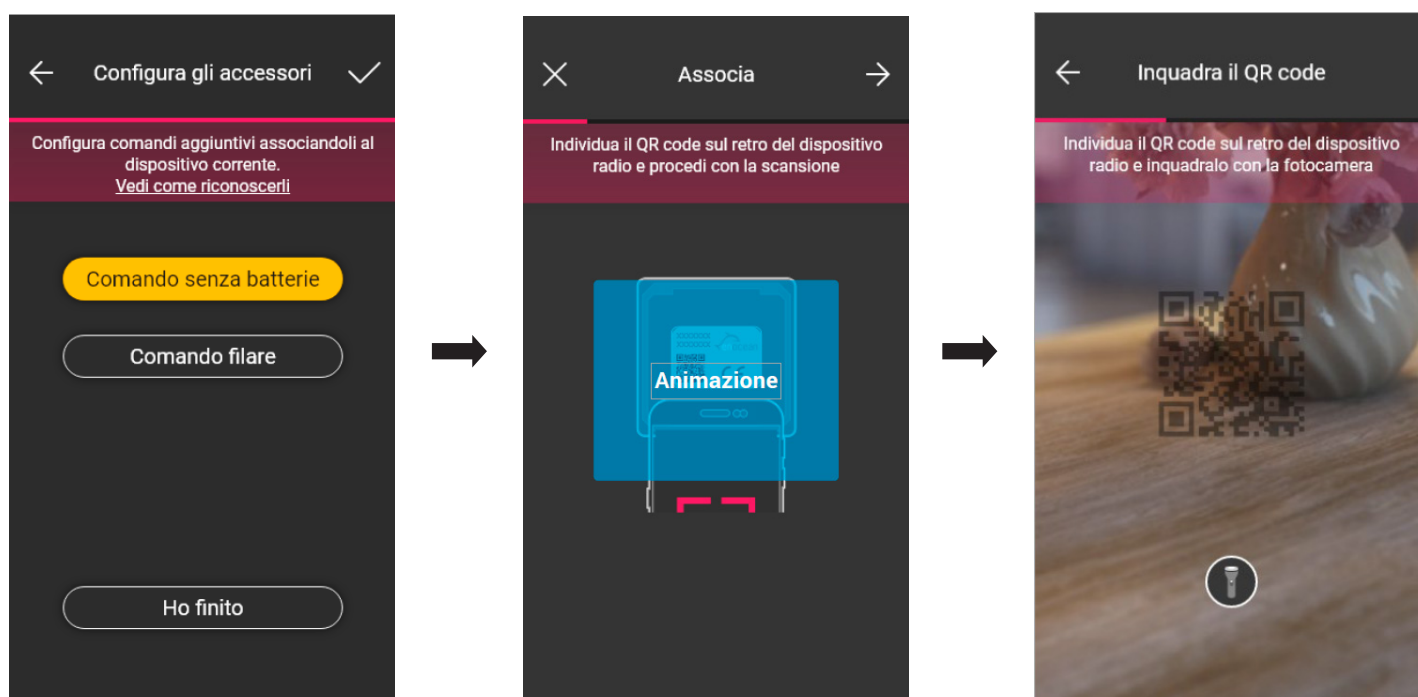 Configura gli accessori
Configura comandi aggiuntivi associandoli al
dispositivo corrente.
Vedi come riconoscerli
Comando senza batterie
Comando filare
Ho finito
Associa
Individua il QR code sul retro del dispositivo
radio e procedi con la scansione
Animazione
Inquadra il QR code
Individua il QR code sul retro del dispositivo
radio e inquadralo con la fotocamera